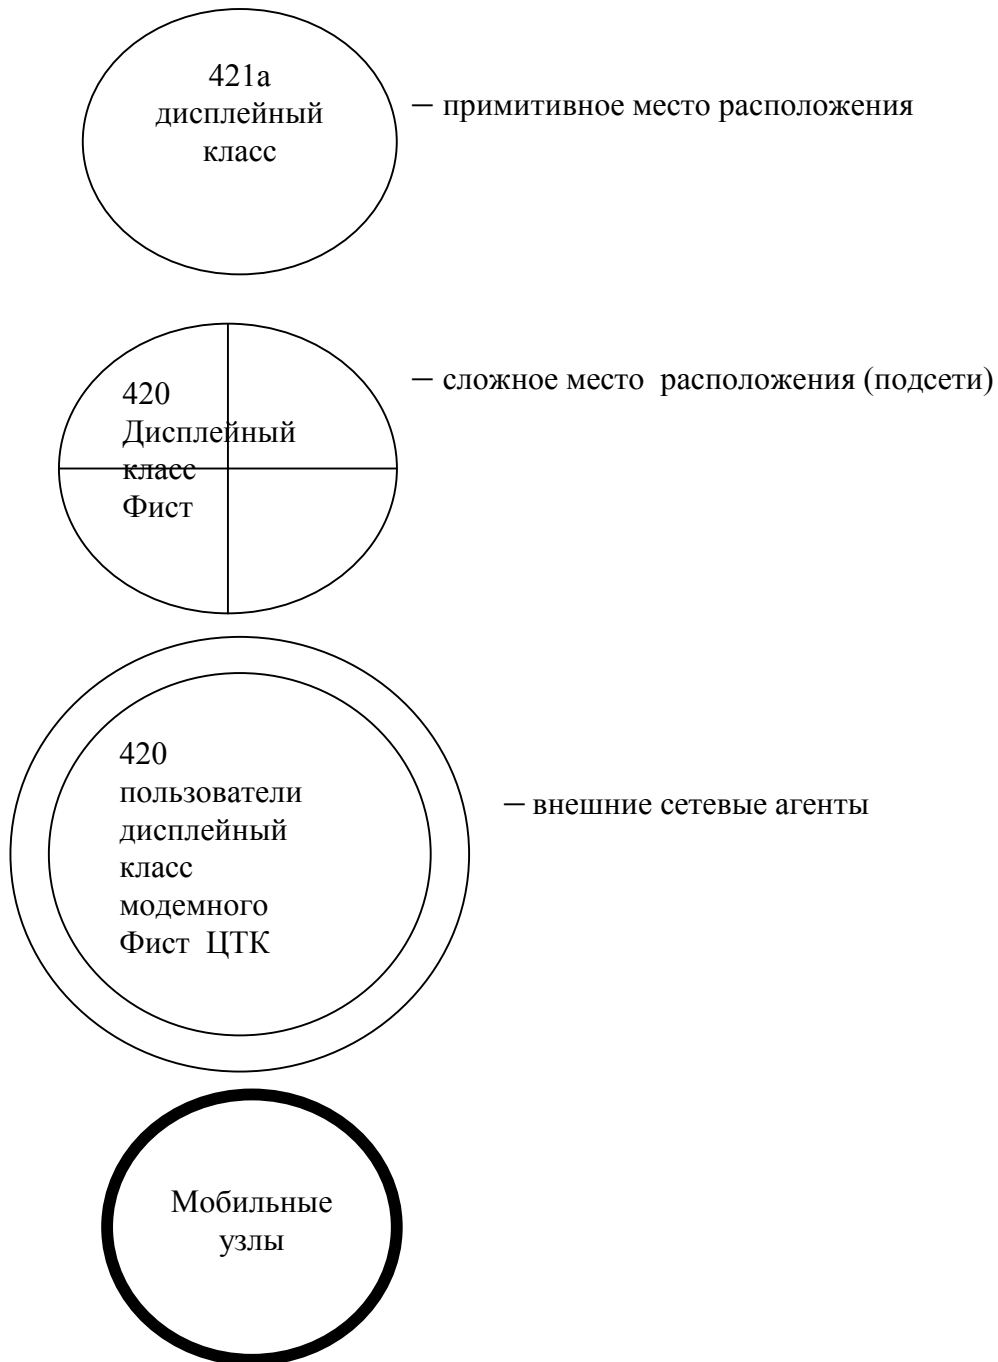 421а
дисплейный
класс
– примитивное место расположения
420
Дисплейный
класс
Фист
– сложное место расположения (подсети)
420
пользователи
дисплейный
класс
модемного
Фист ЦТК
– внешние сетевые агенты
Мобильные
узлы